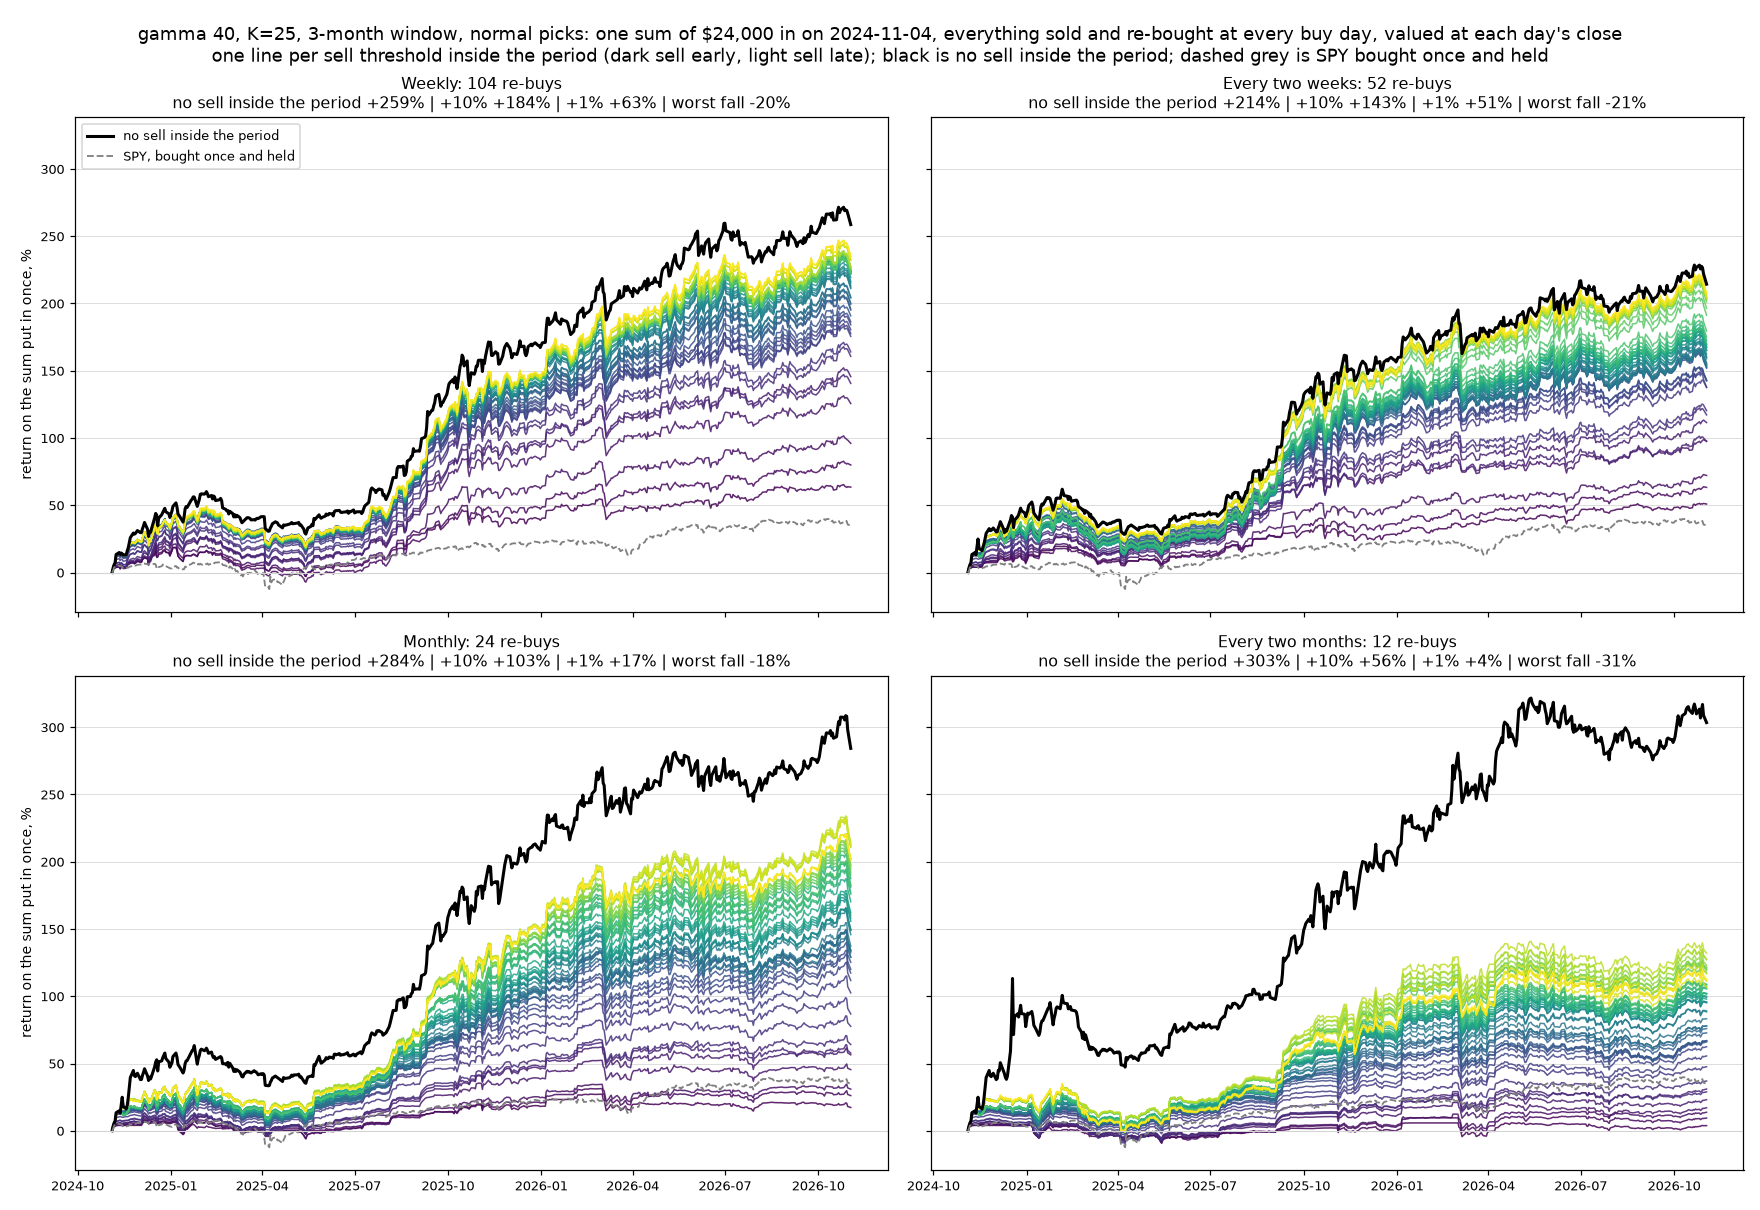 gamma 40, K=25, 3-month window, normal picks: one sum of $24,000 in on 2024-11-04, everything sold and re-bought at every buy day, valued at each day's close
one line per sell threshold inside the period (dark sell early, light sell late); black is no sell inside the period; dashed grey is SPY bought once and held
Weekly: 104 re-buys
no sell inside the period +259% | +10% +184% | +1% +63% | worst fall -20%
Every two weeks: 52 re-buys
no sell inside the period +214% | +10% +143% | +1% +51% | worst fall -21%
no sell inside the period
SPY, bought once and held
return on the sum put in once, %
300
250
200
150
100
50
0
Monthly: 24 re-buys
no sell inside the period +284% | +10% +103% | +1% +17% | worst fall -18%
Every two months: 12 re-buys
no sell inside the period +303% | +10% +56% | +1% +4% | worst fall -31%
return on the sum put in once, %
300
250
200
150
100
50
0
2024-10 2025-01 2025-04 2025-07 2025-10 2026-01 2026-04 2026-07 2026-10
2024-10 2025-01 2025-04 2025-07 2025-10 2026-01 2026-04 2026-07 2026-10